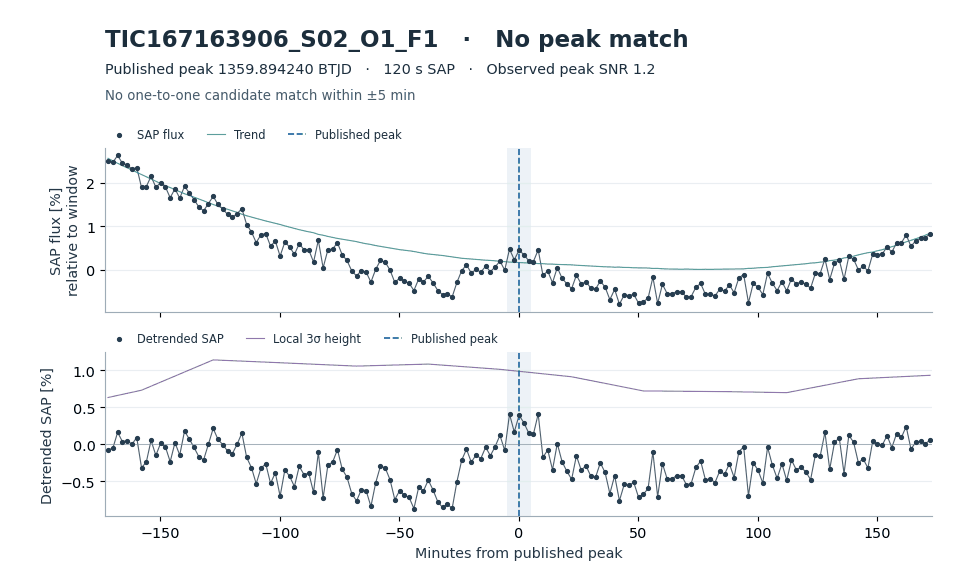 TIC167163906_S02_O1_F1 · No peak match
Published peak 1359.894240 BTJD · 120 s SAP · Observed peak SNR 1.2
No one-to-one candidate match within ±5 min
SAP flux Trend Published peak
SAP flux [%]
relative to window
2
1
0
Detrended SAP Local 3σ height Published peak
Detrended SAP [%]
1.0
0.5
0.0
−0.5
−150 −100 −50 0 50 100 150
Minutes from published peak